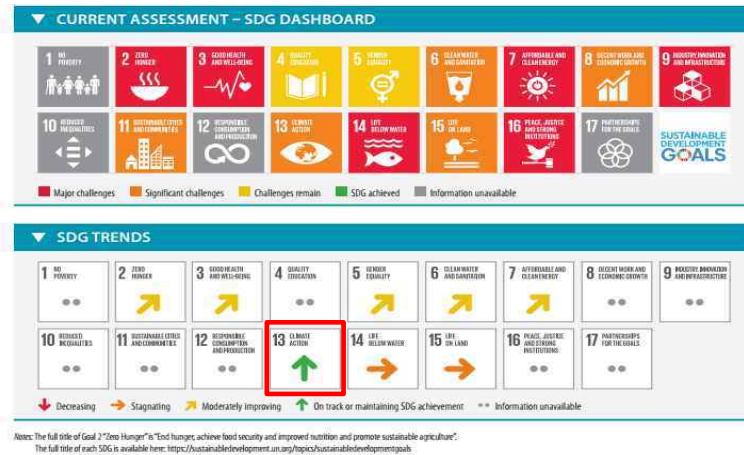 ▼ CURRENT ASSESSMENT – SDG DASHBOARD
1 NO POVERTY
2 ZERO HUNGER
3 GOOD HEALTH AND WELL-BEING
4 QUALITY EDUCATION
5 GENDER EQUALITY
6 CLEAN WATER AND SANITATION
7 AFFORDABLE AND CLEAN ENERGY
8 DECENT WORK AND ECONOMIC GROWTH
9 INDUSTRY, INNOVATION AND INFRASTRUCTURE
10 REDUCED INEQUALITIES
11 SUSTAINABLE CITIES AND COMMUNITIES
12 RESPONSIBLE CONSUMPTION AND PRODUCTION
13 CLIMATE ACTION
14 LIFE BELOW WATER
15 LIFE ON LAND
16 PEACE, JUSTICE AND STRONG INSTITUTIONS
17 PARTNERSHIPS FOR THE GOALS
SUSTAINABLE
DEVELOPMENT
GOALS
Major challenges Significant challenges Challenges remain SDG achieved Information unavailable
▼ SDG TRENDS
1 NO POVERTY
2 ZERO HUNGER
3 GOOD HEALTH AND WELL-BEING
4 QUALITY EDUCATION
5 GENDER EQUALITY
6 CLEAN WATER AND SANITATION
7 AFFORDABLE AND CLEAN ENERGY
8 DECENT WORK AND ECONOMIC GROWTH
9 INDUSTRY, INNOVATION AND INFRASTRUCTURE
10 REDUCED INEQUALITIES
11 SUSTAINABLE CITIES AND COMMUNITIES
12 RESPONSIBLE CONSUMPTION AND PRODUCTION
13 CLIMATE ACTION
14 LIFE BELOW WATER
15 LIFE ON LAND
16 PEACE, JUSTICE AND STRONG INSTITUTIONS
17 PARTNERSHIPS FOR THE GOALS
Decreasing Stagnating Moderately improving On track or maintaining SDG achievement Information unavailable
Notes: The full title of Goal 2 "Zero Hunger" is "End hunger, achieve food security and improved nutrition and promote sustainable agriculture".
The full title of each SDG is available here: https://sustainabledevelopment.un.org/topics/sustainabledevelopmentgoals